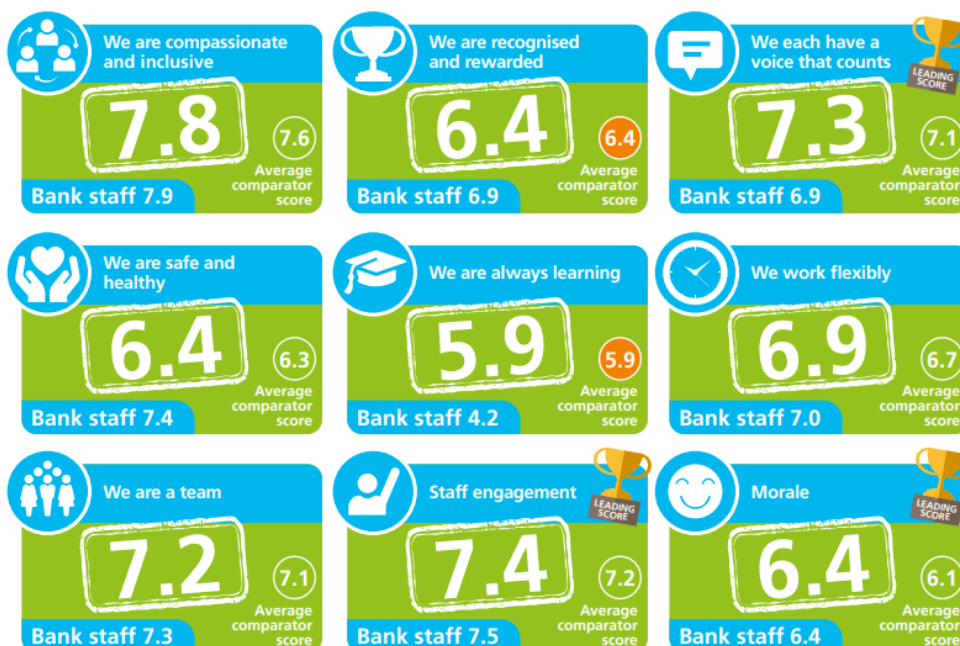 We are compassionate
and inclusive
7.8
7.6
Average
comparator
score
Bank staff 7.9
We are recognised
and rewarded
6.4
6.4
Average
comparator
score
Bank staff 6.9
We each have a
voice that counts
LEADING
SCORE
7.3
7.1
Average
comparator
score
Bank staff 6.9
We are safe and
healthy
6.4
6.3
Average
comparator
score
Bank staff 7.4
We are always learning
5.9
5.9
Average
comparator
score
Bank staff 4.2
We work flexibly
6.9
6.7
Average
comparator
score
Bank staff 7.0
We are a team
7.2
7.1
Average
comparator
score
Bank staff 7.3
Staff engagement
LEADING
SCORE
7.4
7.2
Average
comparator
score
Bank staff 7.5
Morale
LEADING
SCORE
6.4
6.1
Average
comparator
score
Bank staff 6.4